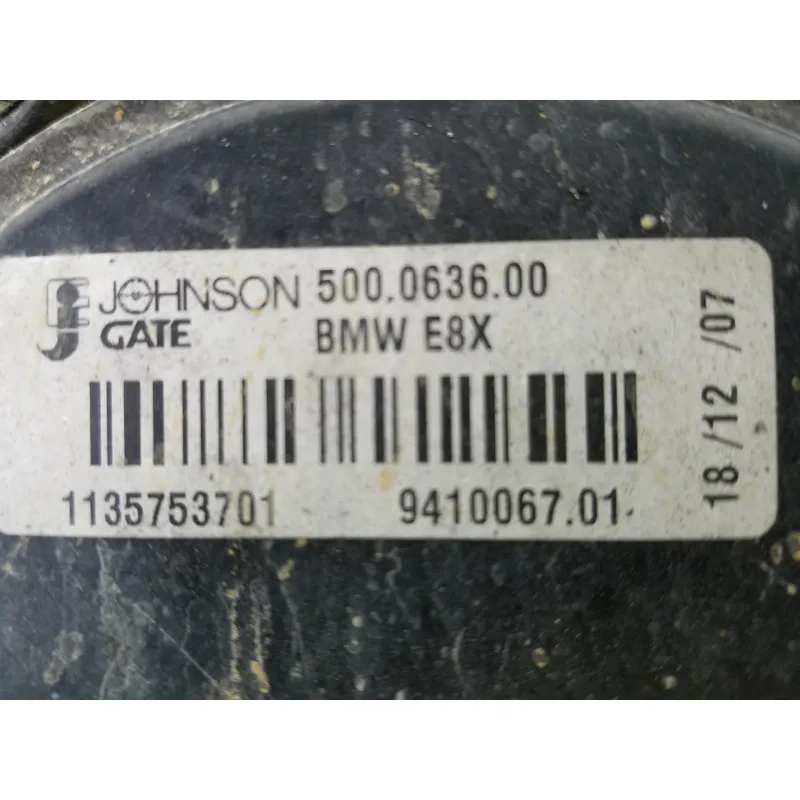 JOHNSON 500.0636.00
GATE BMW E8X
1135753701 9410067.01
18/12/07